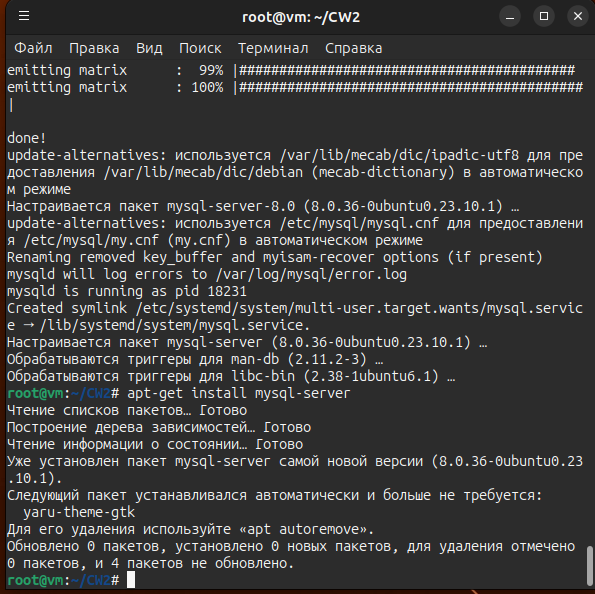 root@vm: ~/CW2
Файл Правка Вид Поиск Терминал Справка
emitting matrix      :  99% |##########################################
emitting matrix      : 100% |###########################################
|
done!
update-alternatives: используется /var/lib/mecab/dic/ipadic-utf8 для пре
доставления /var/lib/mecab/dic/debian (mecab-dictionary) в автоматическо
м режиме
Настраивается пакет mysql-server-8.0 (8.0.36-0ubuntu0.23.10.1) …
update-alternatives: используется /etc/mysql/mysql.cnf для предоставлени
я /etc/mysql/my.cnf (my.cnf) в автоматическом режиме
Renaming removed key_buffer and myisam-recover options (if present)
mysqld will log errors to /var/log/mysql/error.log
mysqld is running as pid 18231
Created symlink /etc/systemd/system/multi-user.target.wants/mysql.servic
e → /lib/systemd/system/mysql.service.
Настраивается пакет mysql-server (8.0.36-0ubuntu0.23.10.1) …
Обрабатываются триггеры для man-db (2.11.2-3) …
Обрабатываются триггеры для libc-bin (2.38-1ubuntu6.1) …
root@vm:~/CW2# apt-get install mysql-server
Чтение списков пакетов… Готово
Построение дерева зависимостей… Готово
Чтение информации о состоянии… Готово
Уже установлен пакет mysql-server самой новой версии (8.0.36-0ubuntu0.23
.10.1).
Следующий пакет устанавливался автоматически и больше не требуется:
  yaru-theme-gtk
Для его удаления используйте «apt autoremove».
Обновлено 0 пакетов, установлено 0 новых пакетов, для удаления отмечено
0 пакетов, и 4 пакетов не обновлено.
root@vm:~/CW2#